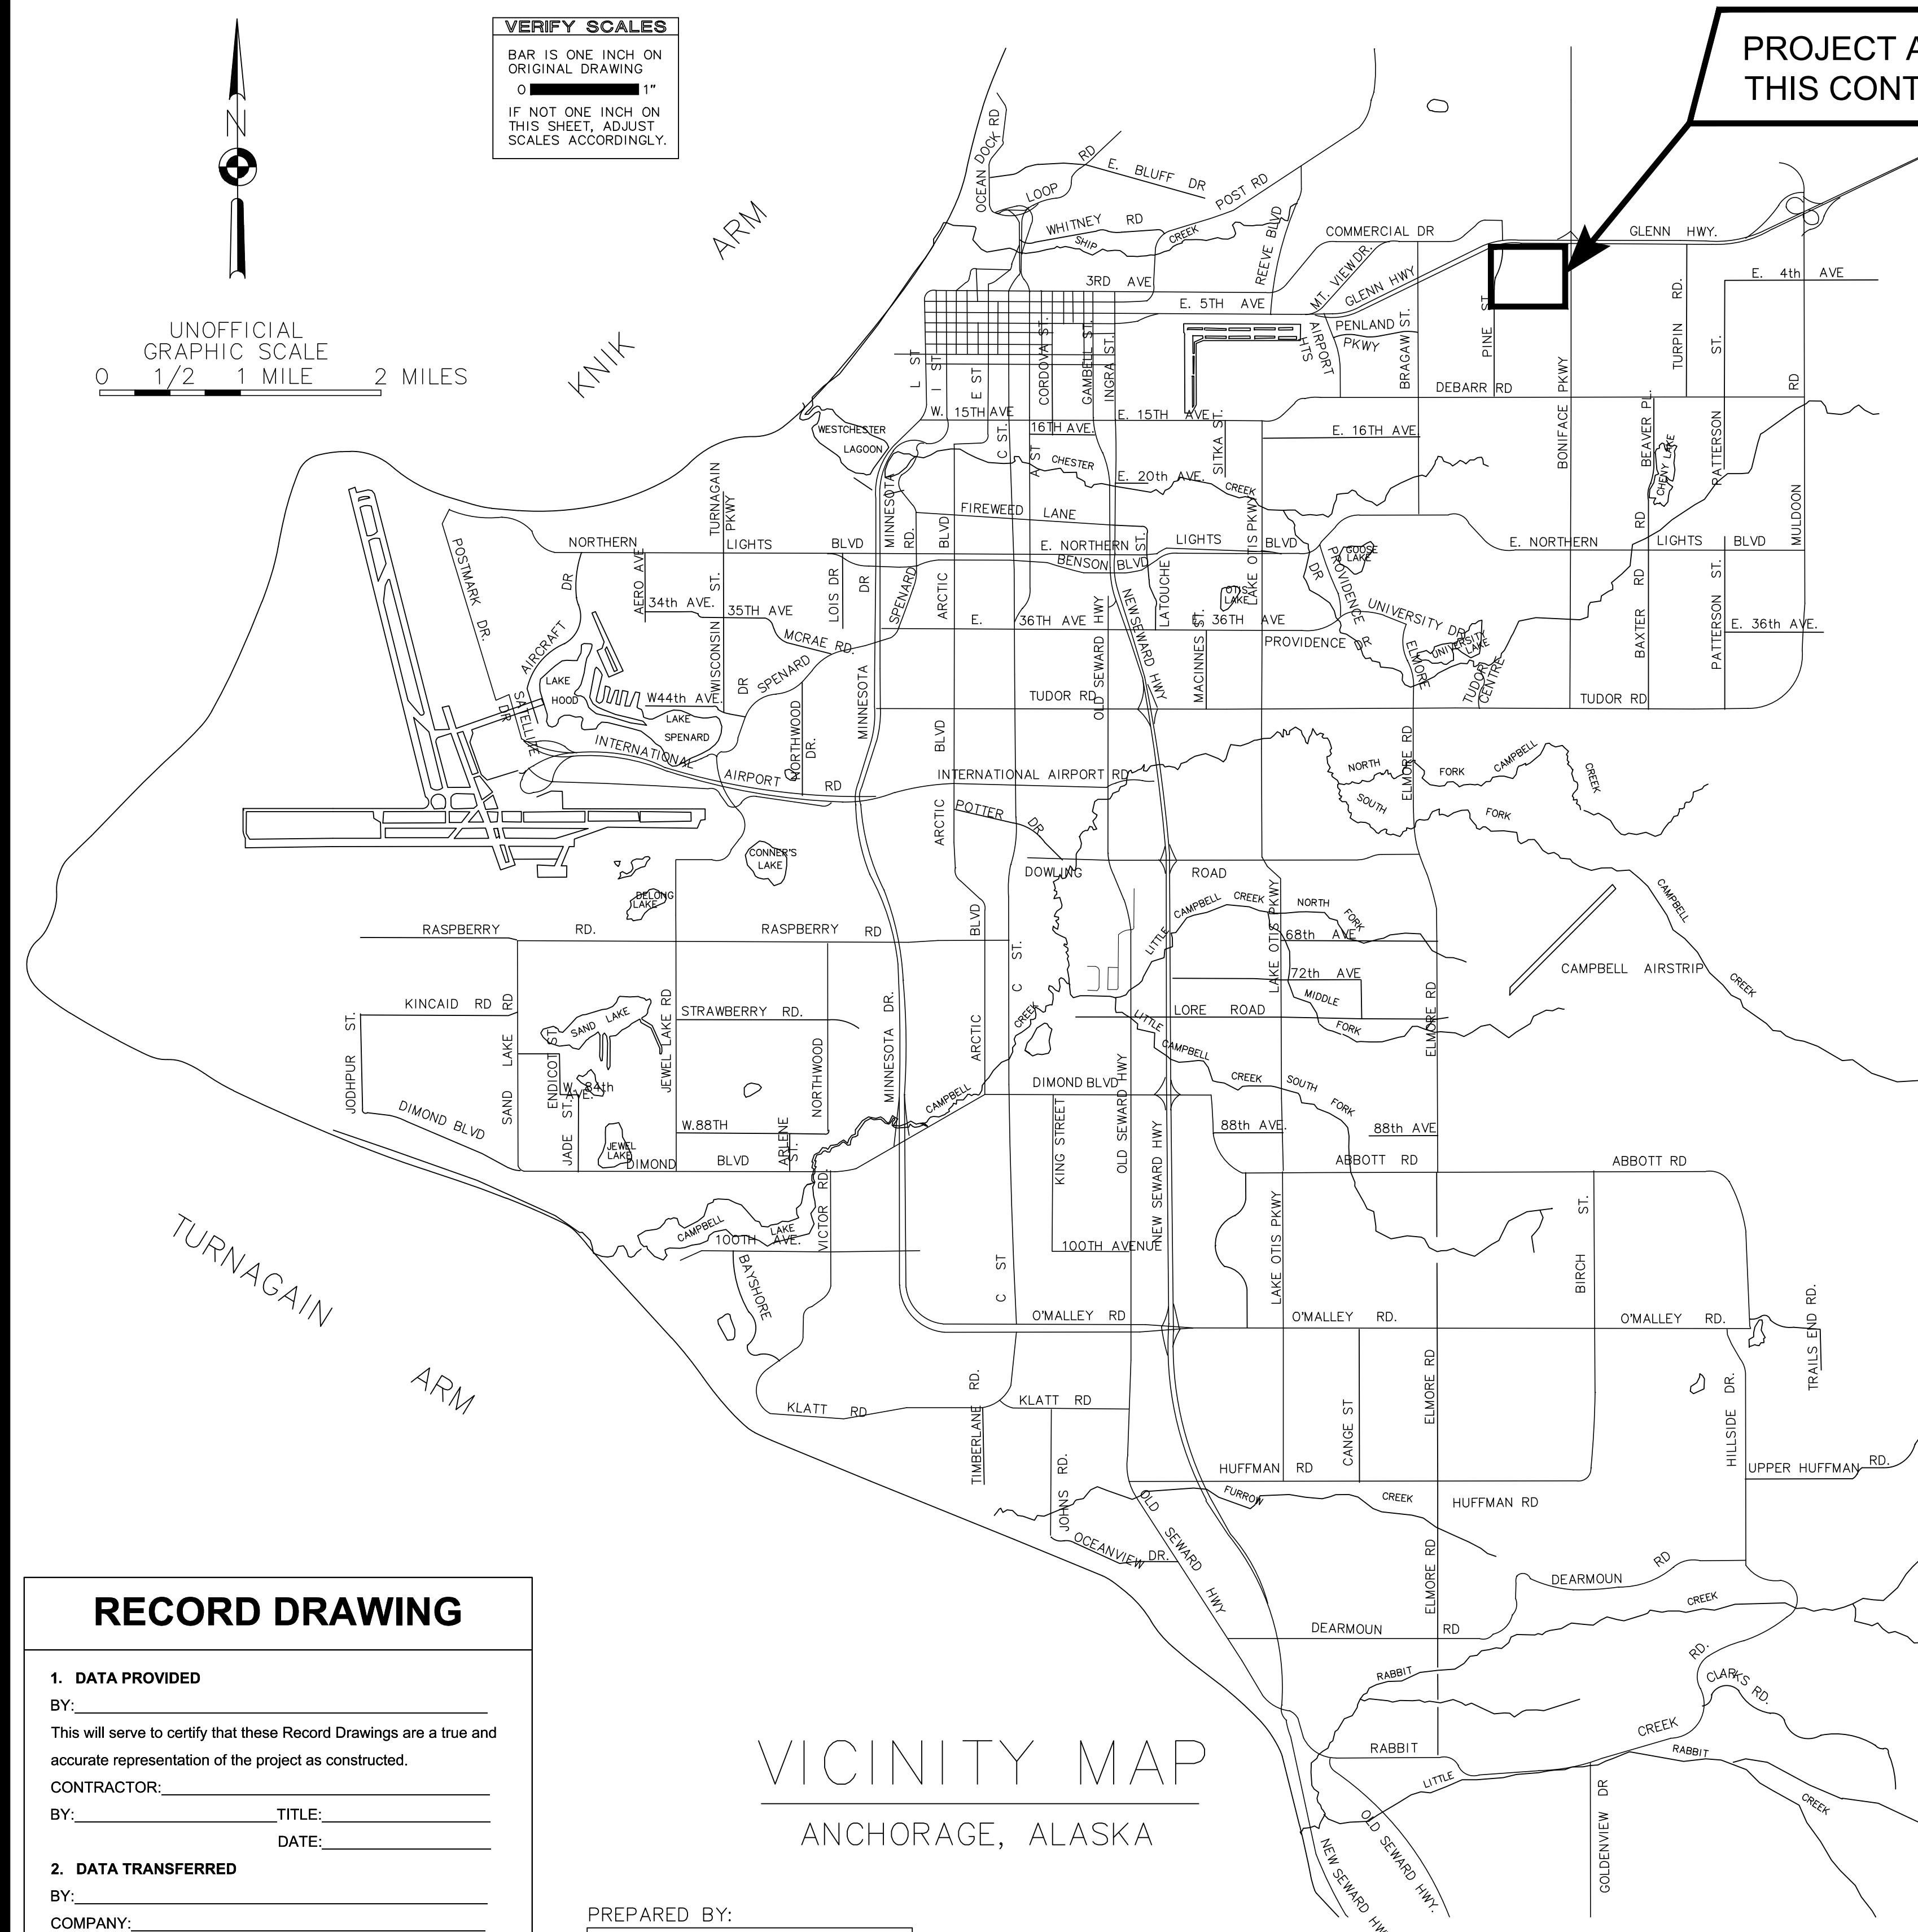 VERIFY SCALES
BAR IS ONE INCH ON
ORIGINAL DRAWING
0 1"
IF NOT ONE INCH ON
THIS SHEET, ADJUST
SCALES ACCORDINGLY.
PROJECT
THIS
N
UNOFFICIAL
GRAPHIC SCALE
0 1/2 1 MILE 2 MILES
KNIK ARM
OCEAN DOCK RD
LOOP RD
E. BLUFF DR
POST RD
WHITNEY RD
SHIP CREEK
REEVE BLVD
COMMERCIAL DR
MT. VIEW DR.
GLENN HWY
GLENN HWY.
3RD AVE
E. 5TH AVE
E. 4th AVE
AIRPORT HTS
PENLAND PKWY
BRAGAW ST.
PINE ST
TURPIN RD.
L ST
I ST
E ST
CORDOVA ST.
GAMBELL ST.
INGRA ST.
DEBARR RD
BONIFACE PKWY
BEAVER PL.
PATTERSON ST.
MULDOON RD
W. 15TH AVE
E. 15TH AVE
16TH AVE.
E. 16TH AVE
C ST.
A ST
SITKA ST.
WESTCHESTER
LAGOON
CHESTER CREEK
E. 20th AVE.
CHENY LAKE
TURNAGAIN
PKWY
MINNESOTA DR
FIREWEED LANE
NORTHERN LIGHTS BLVD
E. NORTHERN LIGHTS BLVD
E. NORTHERN LIGHTS BLVD
BENSON BLVD
LAKE OTIS PKWY
GOOSE
LAKE
POSTMARK DR.
AIRCRAFT DR
AERO AVE
34th AVE.
35TH AVE
WISCONSIN ST.
LOIS DR
SPENARD RD.
ARCTIC BLVD
MCRAE RD.
E. 36TH AVE
36TH AVE
LATOUCHE ST.
OTIS
LAKE
PROVIDENCE DR
UNIVERSITY DR
PROVIDENCE DR
UNIVERSITY
LAKE
ELMORE
TUDOR
CENTRE
BAXTER RD
PATTERSON ST.
E. 36th AVE.
OLD SEWARD HWY
NEW SEWARD HWY
MACINNES ST.
LAKE
HOOD
W44th AVE.
SPENARD
DR
LAKE
SPENARD
SATELLITE
DR
NORTHWOOD
DR.
MINNESOTA
TUDOR RD
TUDOR RD
INTERNATIONAL AIRPORT RD
INTERNATIONAL AIRPORT RD
ARCTIC BLVD
POTTER DR
NORTH FORK CAMPBELL CREEK
SOUTH FORK CAMPBELL CREEK
ELMORE RD
CONNER'S
LAKE
DELONG
LAKE
DOWLING ROAD
LITTLE CAMPBELL CREEK NORTH FORK
RASPBERRY RD.
RASPBERRY RD
ARCTIC BLVD
C ST.
LAKE OTIS PKWY
68th AVE
72th AVE
CAMPBELL AIRSTRIP
KINCAID RD
SAND LAKE RD
SAND LAKE
JEWEL LAKE RD
STRAWBERRY RD.
MINNESOTA DR.
LORE ROAD
MIDDLE FORK
ELMORE RD
JODHPUR ST.
ENDICOT ST
W. 84th
AVE.
JADE ST.
NORTHWOOD
CAMPBELL CREEK
DIMOND BLVD
LITTLE CAMPBELL CREEK SOUTH FORK
DIMOND BLVD
W.88TH
ARLENE
ST.
JEWEL
LAKE
DIMOND BLVD
KING STREET
OLD SEWARD HWY
NEW SEWARD HWY
88th AVE.
88th AVE
ABBOTT RD
ABBOTT RD
VICTOR RD.
CAMPBELL LAKE
100TH AVE.
100TH AVENUE
BAYSHORE
C ST
LAKE OTIS PKWY
BIRCH ST.
O'MALLEY RD
O'MALLEY RD.
O'MALLEY RD.
TRAILS END RD.
TURNAGAIN ARM
KLATT RD
KLATT RD
TIMBERLANE RD.
JOHNS RD.
CANGE ST
ELMORE RD
HILLSIDE DR.
HUFFMAN RD
UPPER HUFFMAN RD.
HUFFMAN RD
FURROW CREEK
OCEANVIEW DR.
OLD SEWARD HWY
ELMORE RD
DEARMOUN RD
DEARMOUN RD
RABBIT CREEK
RABBIT CREEK RD.
CLARKS RD.
LITTLE RABBIT CREEK
GOLDENVIEW DR
OLD SEWARD HWY.
NEW SEWARD HWY
RECORD DRAWING
1. DATA PROVIDED
BY:
This will serve to certify that these Record Drawings are a true and
accurate representation of the project as constructed.
CONTRACTOR:
BY: TITLE:
DATE:
2. DATA TRANSFERRED
BY:
COMPANY:
VICINITY MAP
ANCHORAGE, ALASKA
PREPARED BY: